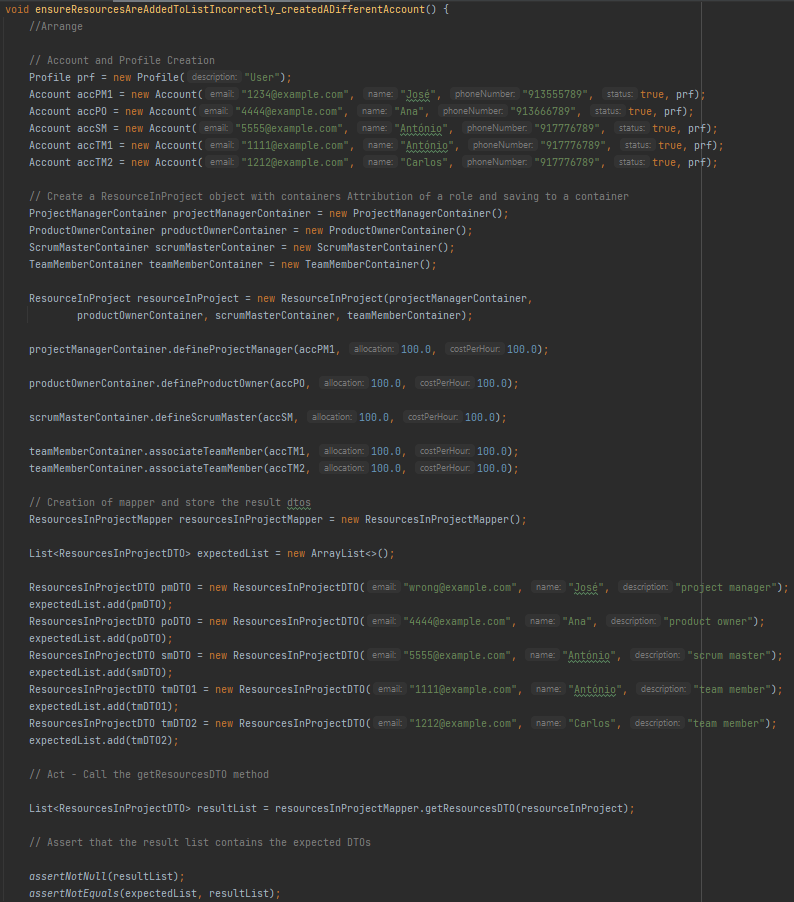 void ensureResourcesAreAddedToListIncorrectly_createdADifferentAccount() {
//Arrange
// Account and Profile Creation
Profile prf = new Profile( description: "User");
Account accPM1 = new Account( email: "1234@example.com", name: "José", phoneNumber: "913555789", status: true, prf);
Account accPO = new Account( email: "4444@example.com", name: "Ana", phoneNumber: "913666789", status: true, prf);
Account accSM = new Account( email: "5555@example.com", name: "António", phoneNumber: "917776789", status: true, prf);
Account accTM1 = new Account( email: "1111@example.com", name: "António", phoneNumber: "917776789", status: true, prf);
Account accTM2 = new Account( email: "1212@example.com", name: "Carlos", phoneNumber: "917776789", status: true, prf);
// Create a ResourceInProject object with containers Attribution of a role and saving to a container
ProjectManagerContainer projectManagerContainer = new ProjectManagerContainer();
ProductOwnerContainer productOwnerContainer = new ProductOwnerContainer();
ScrumMasterContainer scrumMasterContainer = new ScrumMasterContainer();
TeamMemberContainer teamMemberContainer = new TeamMemberContainer();
ResourceInProject resourceInProject = new ResourceInProject(projectManagerContainer,
productOwnerContainer, scrumMasterContainer, teamMemberContainer);
projectManagerContainer.defineProjectManager(accPM1, allocation: 100.0, costPerHour: 100.0);
productOwnerContainer.defineProductOwner(accPO, allocation: 100.0, costPerHour: 100.0);
scrumMasterContainer.defineScrumMaster(accSM, allocation: 100.0, costPerHour: 100.0);
teamMemberContainer.associateTeamMember(accTM1, allocation: 100.0, costPerHour: 100.0);
teamMemberContainer.associateTeamMember(accTM2, allocation: 100.0, costPerHour: 100.0);
// Creation of mapper and store the result dtos
ResourcesInProjectMapper resourcesInProjectMapper = new ResourcesInProjectMapper();
List<ResourcesInProjectDTO> expectedList = new ArrayList<>();
ResourcesInProjectDTO pmDTO = new ResourcesInProjectDTO( email: "wrong@example.com", name: "José", description: "project manager");
expectedList.add(pmDTO);
ResourcesInProjectDTO poDTO = new ResourcesInProjectDTO( email: "4444@example.com", name: "Ana", description: "product owner");
expectedList.add(poDTO);
ResourcesInProjectDTO smDTO = new ResourcesInProjectDTO( email: "5555@example.com", name: "António", description: "scrum master");
expectedList.add(smDTO);
ResourcesInProjectDTO tmDTO1 = new ResourcesInProjectDTO( email: "1111@example.com", name: "António", description: "team member");
expectedList.add(tmDTO1);
ResourcesInProjectDTO tmDTO2 = new ResourcesInProjectDTO( email: "1212@example.com", name: "Carlos", description: "team member");
expectedList.add(tmDTO2);
// Act - Call the getResourcesDTO method
List<ResourcesInProjectDTO> resultList = resourcesInProjectMapper.getResourcesDTO(resourceInProject);
// Assert that the result list contains the expected DTOs
assertNotNull(resultList);
assertNotEquals(expectedList, resultList);